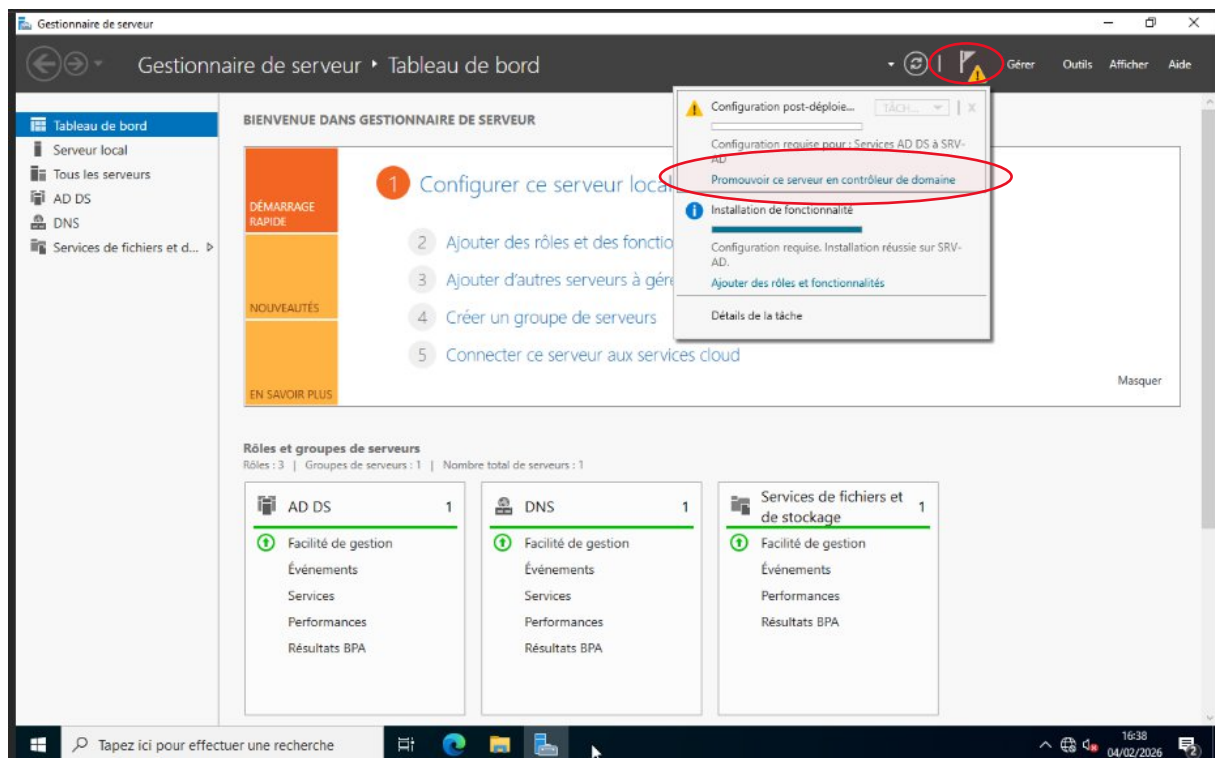 Gestionnaire de serveur
Gestionnaire de serveur ‣ Tableau de bord
Gérer Outils Afficher Aide
Tableau de bord
Serveur local
Tous les serveurs
AD DS
DNS
Services de fichiers et d...
BIENVENUE DANS GESTIONNAIRE DE SERVEUR
DÉMARRAGE
RAPIDE
NOUVEAUTÉS
EN SAVOIR PLUS
1 Configurer ce serveur local
2 Ajouter des rôles et des fonctio
3 Ajouter d'autres serveurs à gére
4 Créer un groupe de serveurs
5 Connecter ce serveur aux services cloud
Masquer
Configuration post-déploie... TÂCH... X
Configuration requise pour : Services AD DS à SRV-
AD
Promouvoir ce serveur en contrôleur de domaine
Installation de fonctionnalité
Configuration requise. Installation réussie sur SRV-
AD.
Ajouter des rôles et fonctionnalités
Détails de la tâche
Rôles et groupes de serveurs
Rôles : 3 | Groupes de serveurs : 1 | Nombre total de serveurs : 1
AD DS 1
Facilité de gestion
Événements
Services
Performances
Résultats BPA
DNS 1
Facilité de gestion
Événements
Services
Performances
Résultats BPA
Services de fichiers et
de stockage 1
Facilité de gestion
Événements
Performances
Résultats BPA
Tapez ici pour effectuer une recherche
16:38
04/02/2026
2